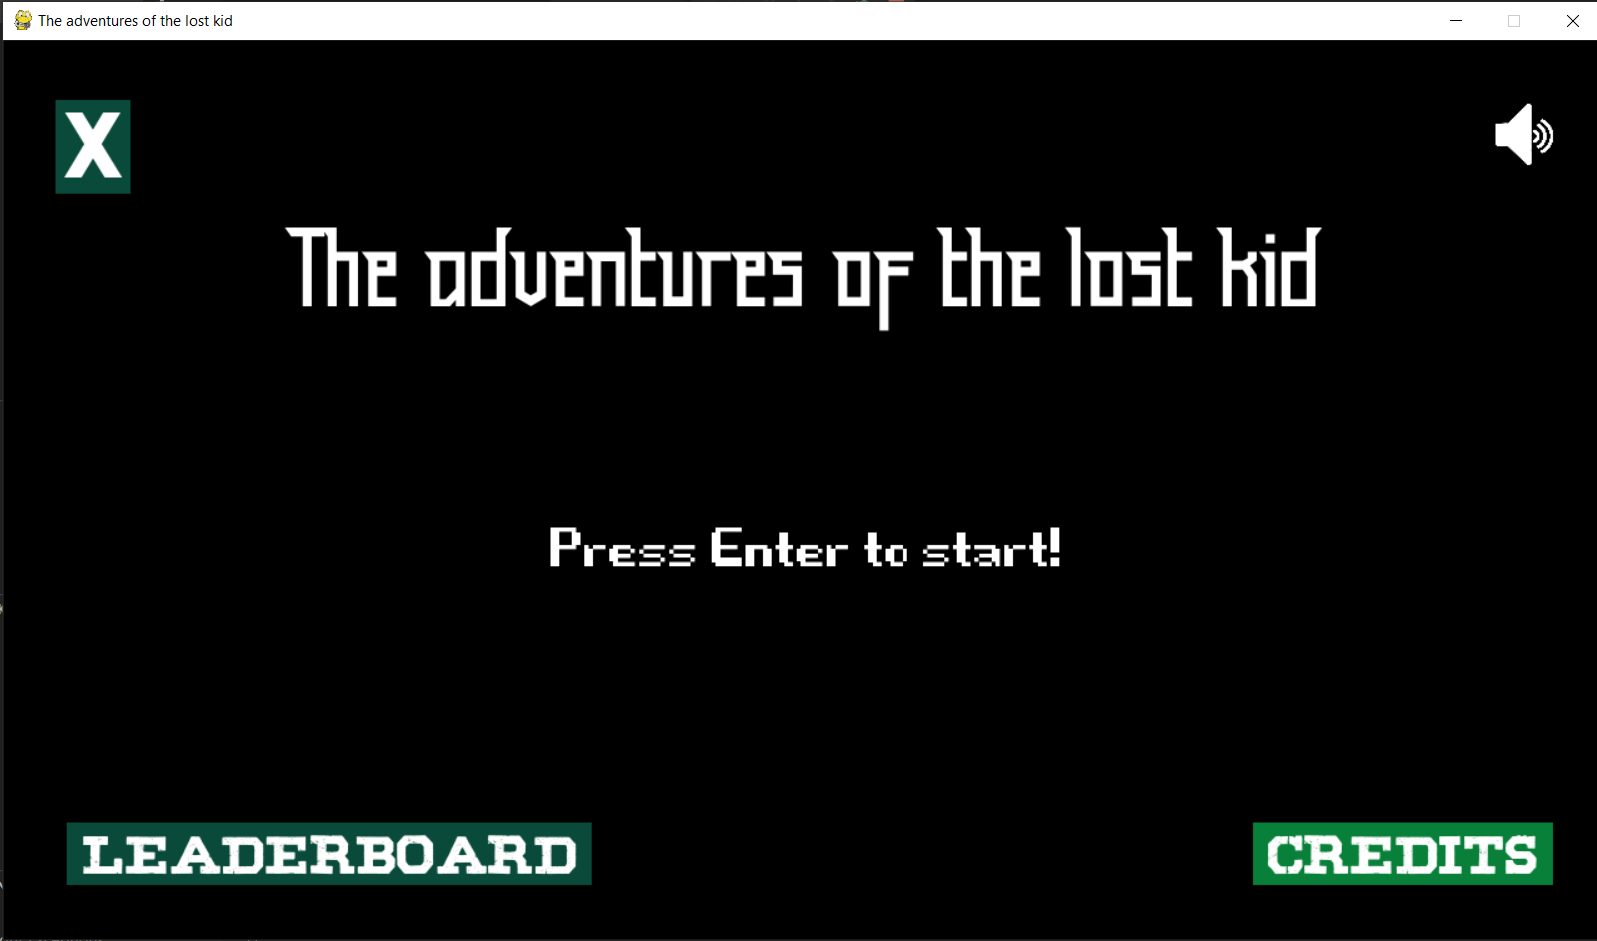 The adventures of the lost kid
X
The adventures of the lost kid
Press Enter to start!
LEADERBOARD
CREDITS